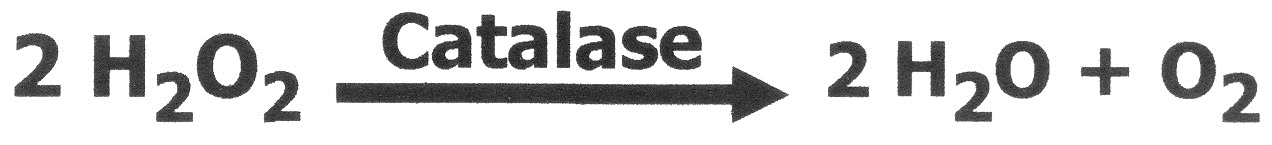 2 H₂O₂ Catalase 2 H₂O + O₂